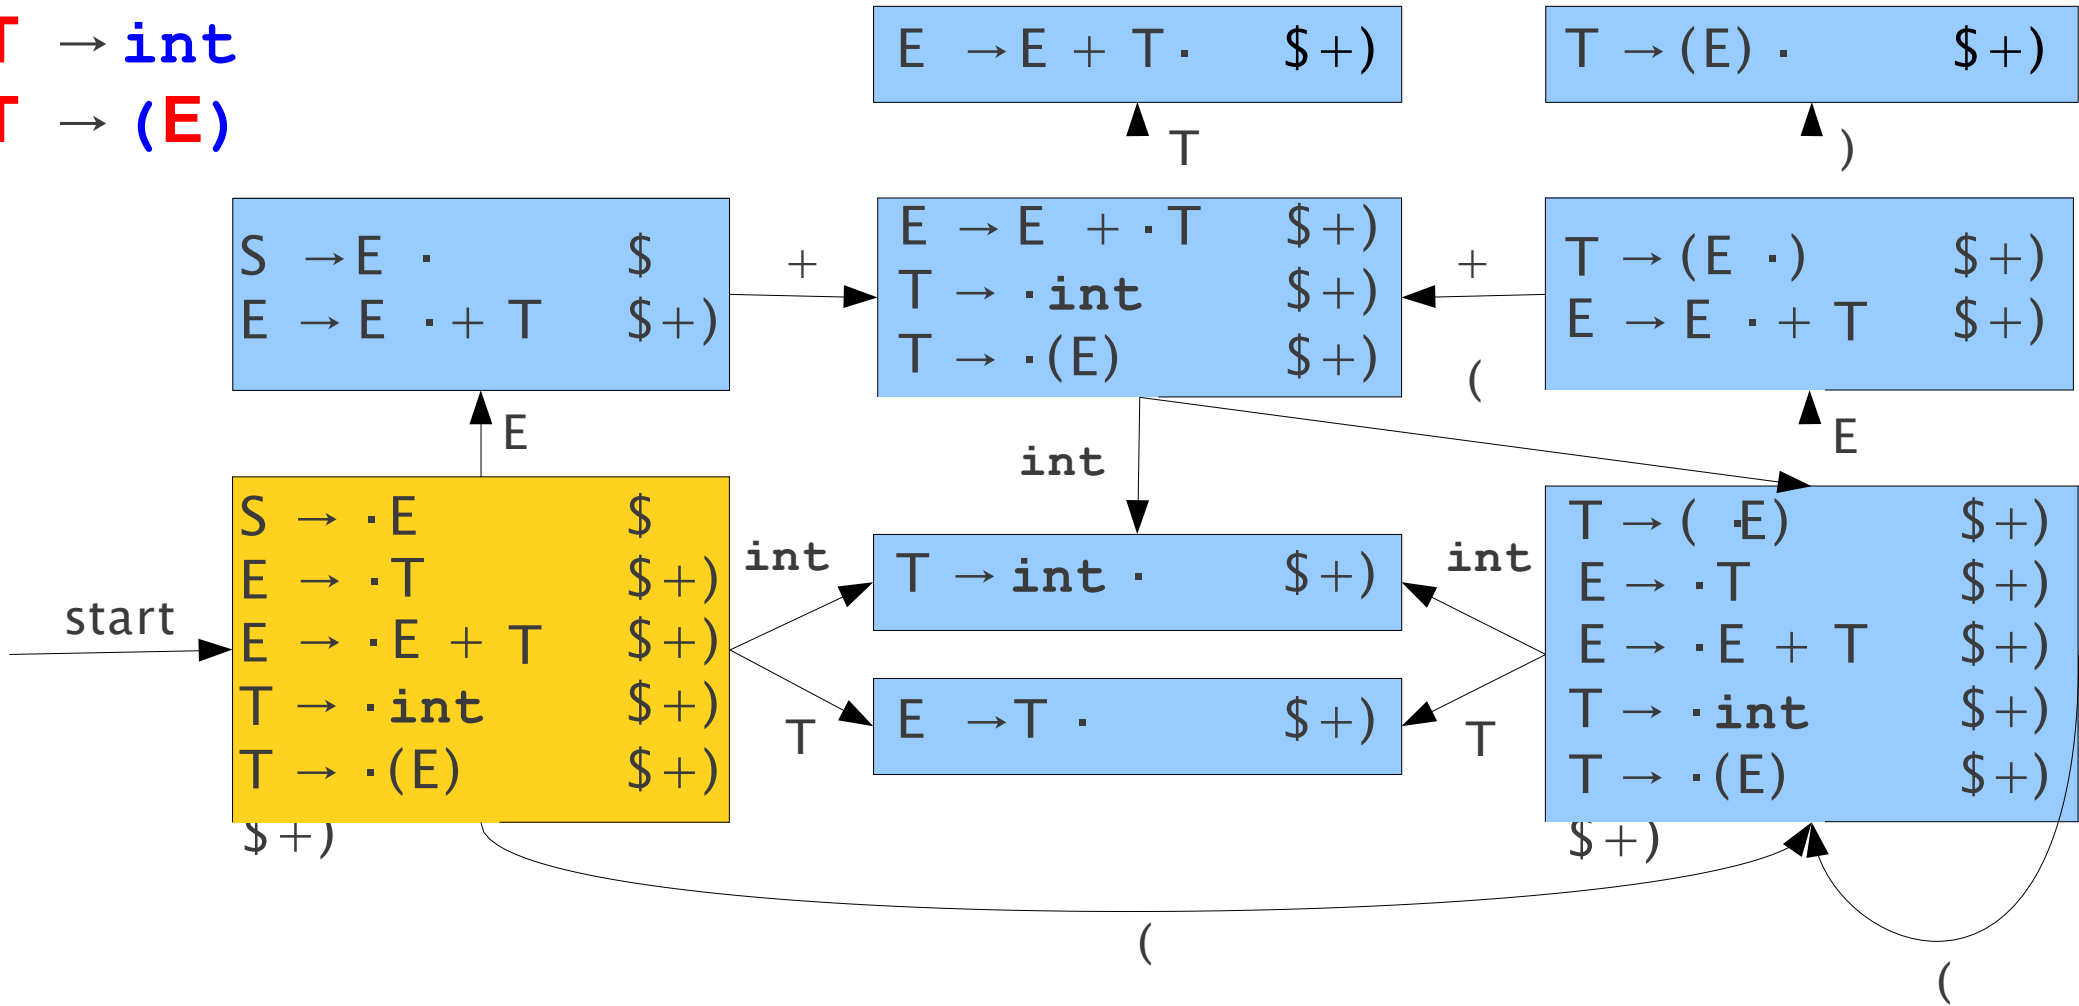 T → int
T → (E)
E → E + T · $+)
T → (E) · $+)
T
)
S → E · $
E → E · + T $+)
+
E → E + · T $+)
T → · int $+)
T → · (E) $+)
+
T → (E ·) $+)
E → E · + T $+)
(
E
int
E
start
S → · E $
E → · T $+)
E → · E + T $+)
T → · int $+)
T → · (E) $+)
$+)
int
T
T → int · $+)
E → T · $+)
int
T
T → ( · E) $+)
E → · T $+)
E → · E + T $+)
T → · int $+)
T → · (E) $+)
$+)
(
(